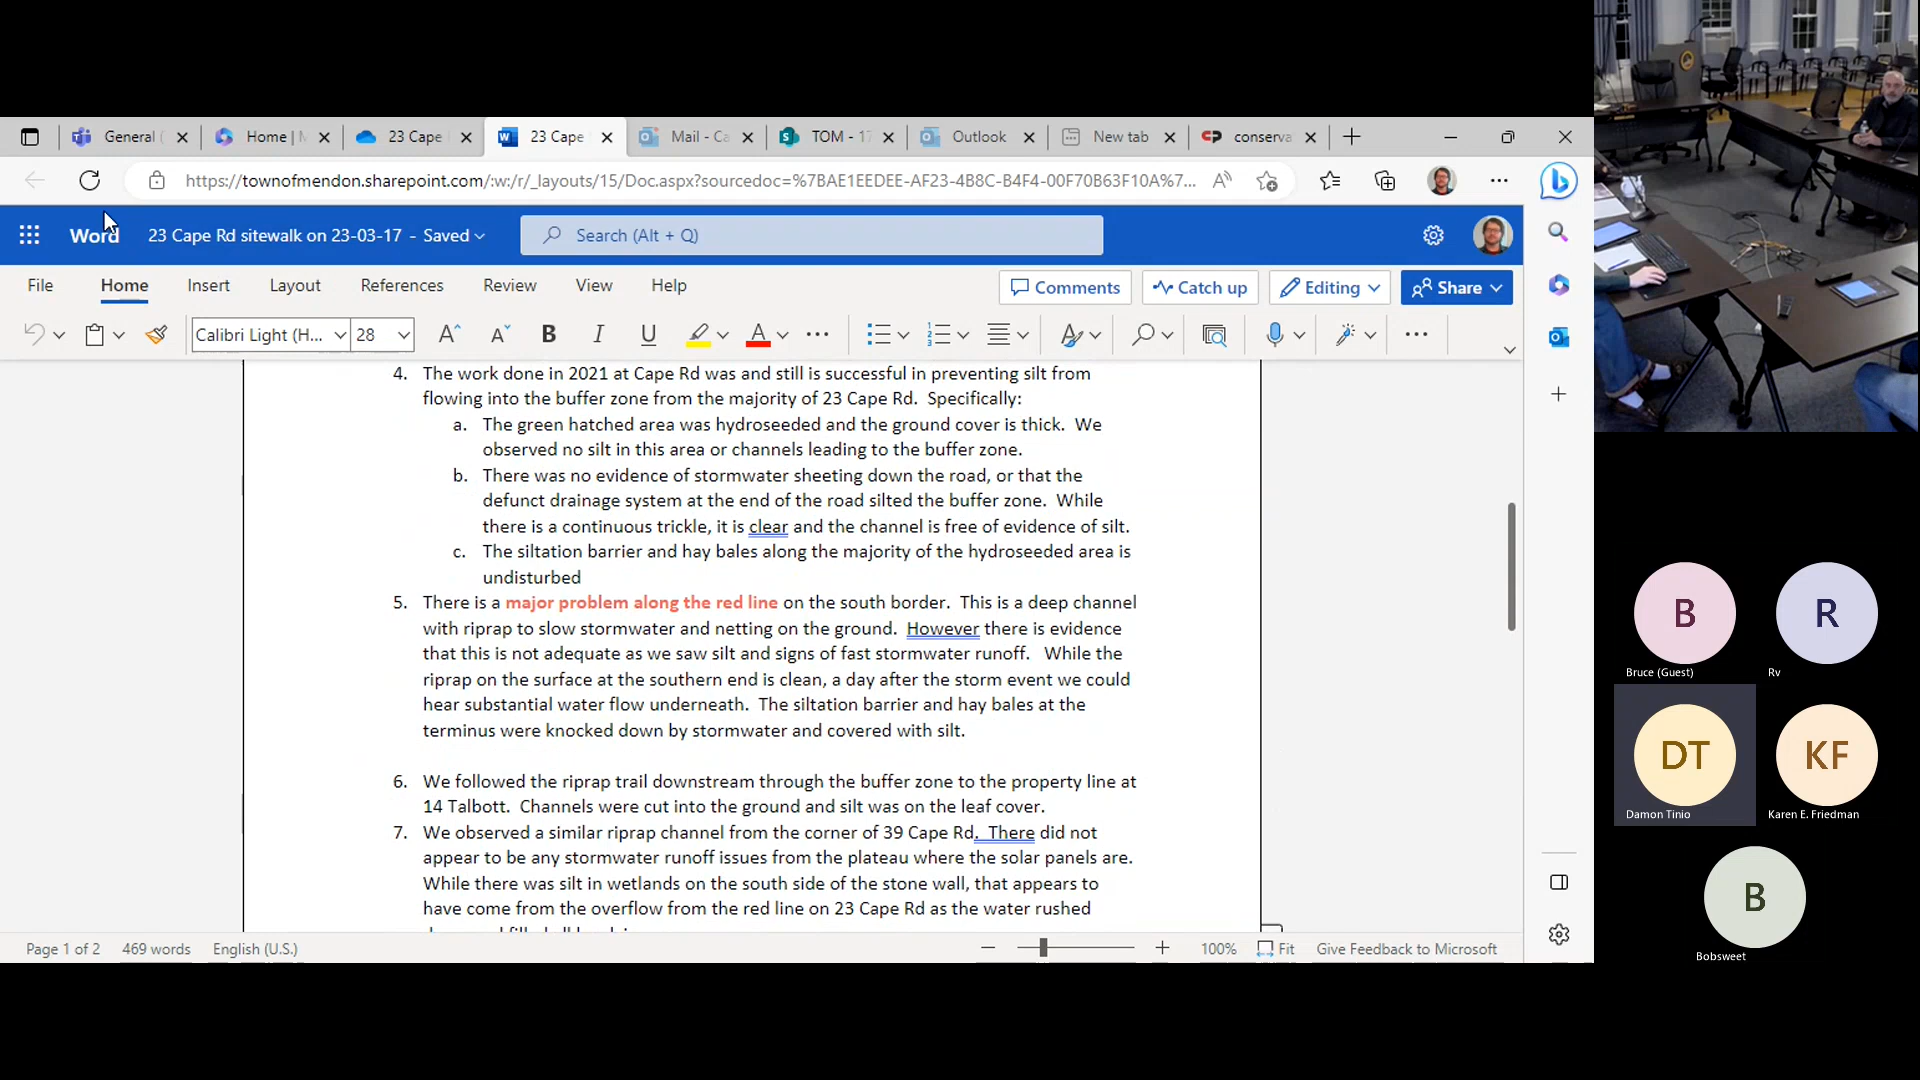 General (
Home | M
23 Cape
23 Cape
Mail - Ca
TOM - 17
Outlook
New tab
conserva
https://townofmendon.sharepoint.com/:w:/r/_layouts/15/Doc.aspx?sourcedoc=%7BAE1EEDEE-AF23-4B8C-B4F4-00F70B63F10A%7...
Word
23 Cape Rd sitewalk on 23-03-17 - Saved
Search (Alt + Q)
File
Home
Insert
Layout
References
Review
View
Help
Comments
Catch up
Editing
Share
Calibri Light (H...
28
4. The work done in 2021 at Cape Rd was and still is successful in preventing silt from
flowing into the buffer zone from the majority of 23 Cape Rd.  Specifically:
a. The green hatched area was hydroseeded and the ground cover is thick.  We
observed no silt in this area or channels leading to the buffer zone.
b. There was no evidence of stormwater sheeting down the road, or that the
defunct drainage system at the end of the road silted the buffer zone.  While
there is a continuous trickle, it is clear and the channel is free of evidence of silt.
c. The siltation barrier and hay bales along the majority of the hydroseeded area is
undisturbed
5. There is a major problem along the red line on the south border.  This is a deep channel
with riprap to slow stormwater and netting on the ground.  However there is evidence
that this is not adequate as we saw silt and signs of fast stormwater runoff.   While the
riprap on the surface at the southern end is clean, a day after the storm event we could
hear substantial water flow underneath.  The siltation barrier and hay bales at the
terminus were knocked down by stormwater and covered with silt.
6. We followed the riprap trail downstream through the buffer zone to the property line at
14 Talbott.  Channels were cut into the ground and silt was on the leaf cover.
7. We observed a similar riprap channel from the corner of 39 Cape Rd.  There did not
appear to be any stormwater runoff issues from the plateau where the solar panels are.
While there was silt in wetlands on the south side of the stone wall, that appears to
have come from the overflow from the red line on 23 Cape Rd as the water rushed
Page 1 of 2
469 words
English (U.S.)
100%
Fit
Give Feedback to Microsoft
B
Bruce (Guest)
R
Rv
DT
Damon Tinio
KF
Karen E. Friedman
B
Bobsweet